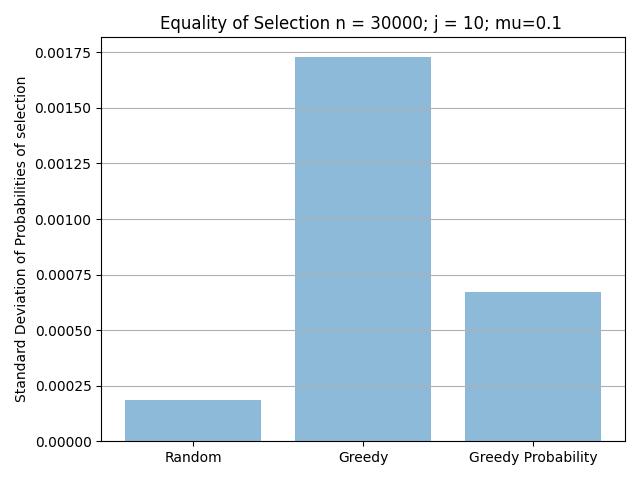 Equality of Selection n = 30000; j = 10; mu=0.1
Standard Deviation of Probabilities of selection
0.00175
0.00150
0.00125
0.00100
0.00075
0.00050
0.00025
0.00000
Random
Greedy
Greedy Probability